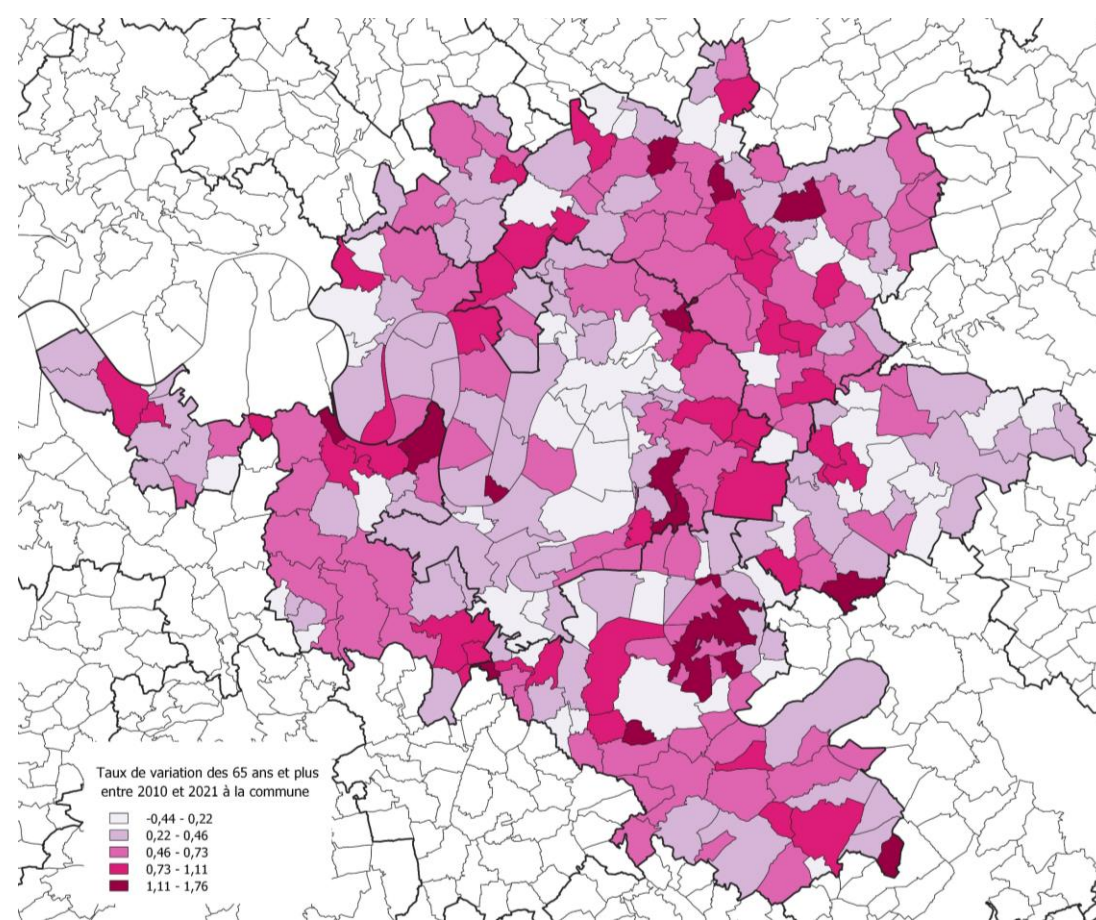 Taux de variation des 65 ans et plus
entre 2010 et 2021 à la commune
-0,44 - 0,22
0,22 - 0,46
0,46 - 0,73
0,73 - 1,11
1,11 - 1,76